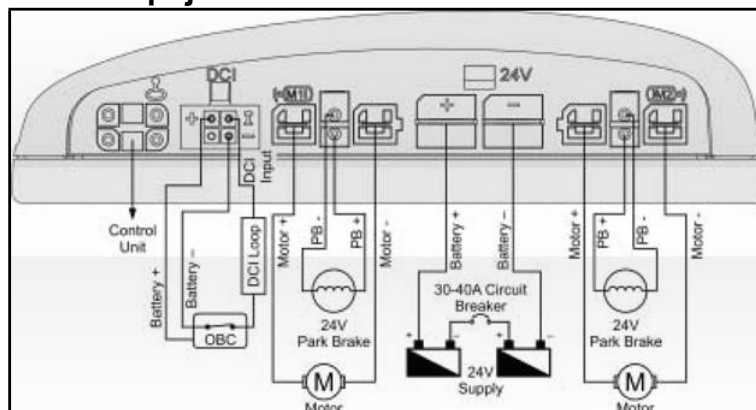 DCI
24V
M1
M2
+
-
+
-
I
DCI
Input
Control
Unit
Battery +
Battery –
DCI Loop
OBC
Motor +
PB -
PB +
Motor -
24V
Park Brake
M
Motor
Battery +
Battery –
30-40A Circuit
Breaker
+
-
+
-
24V
Supply
Motor +
PB +
PB -
Motor -
24V
Park Brake
M
Motor